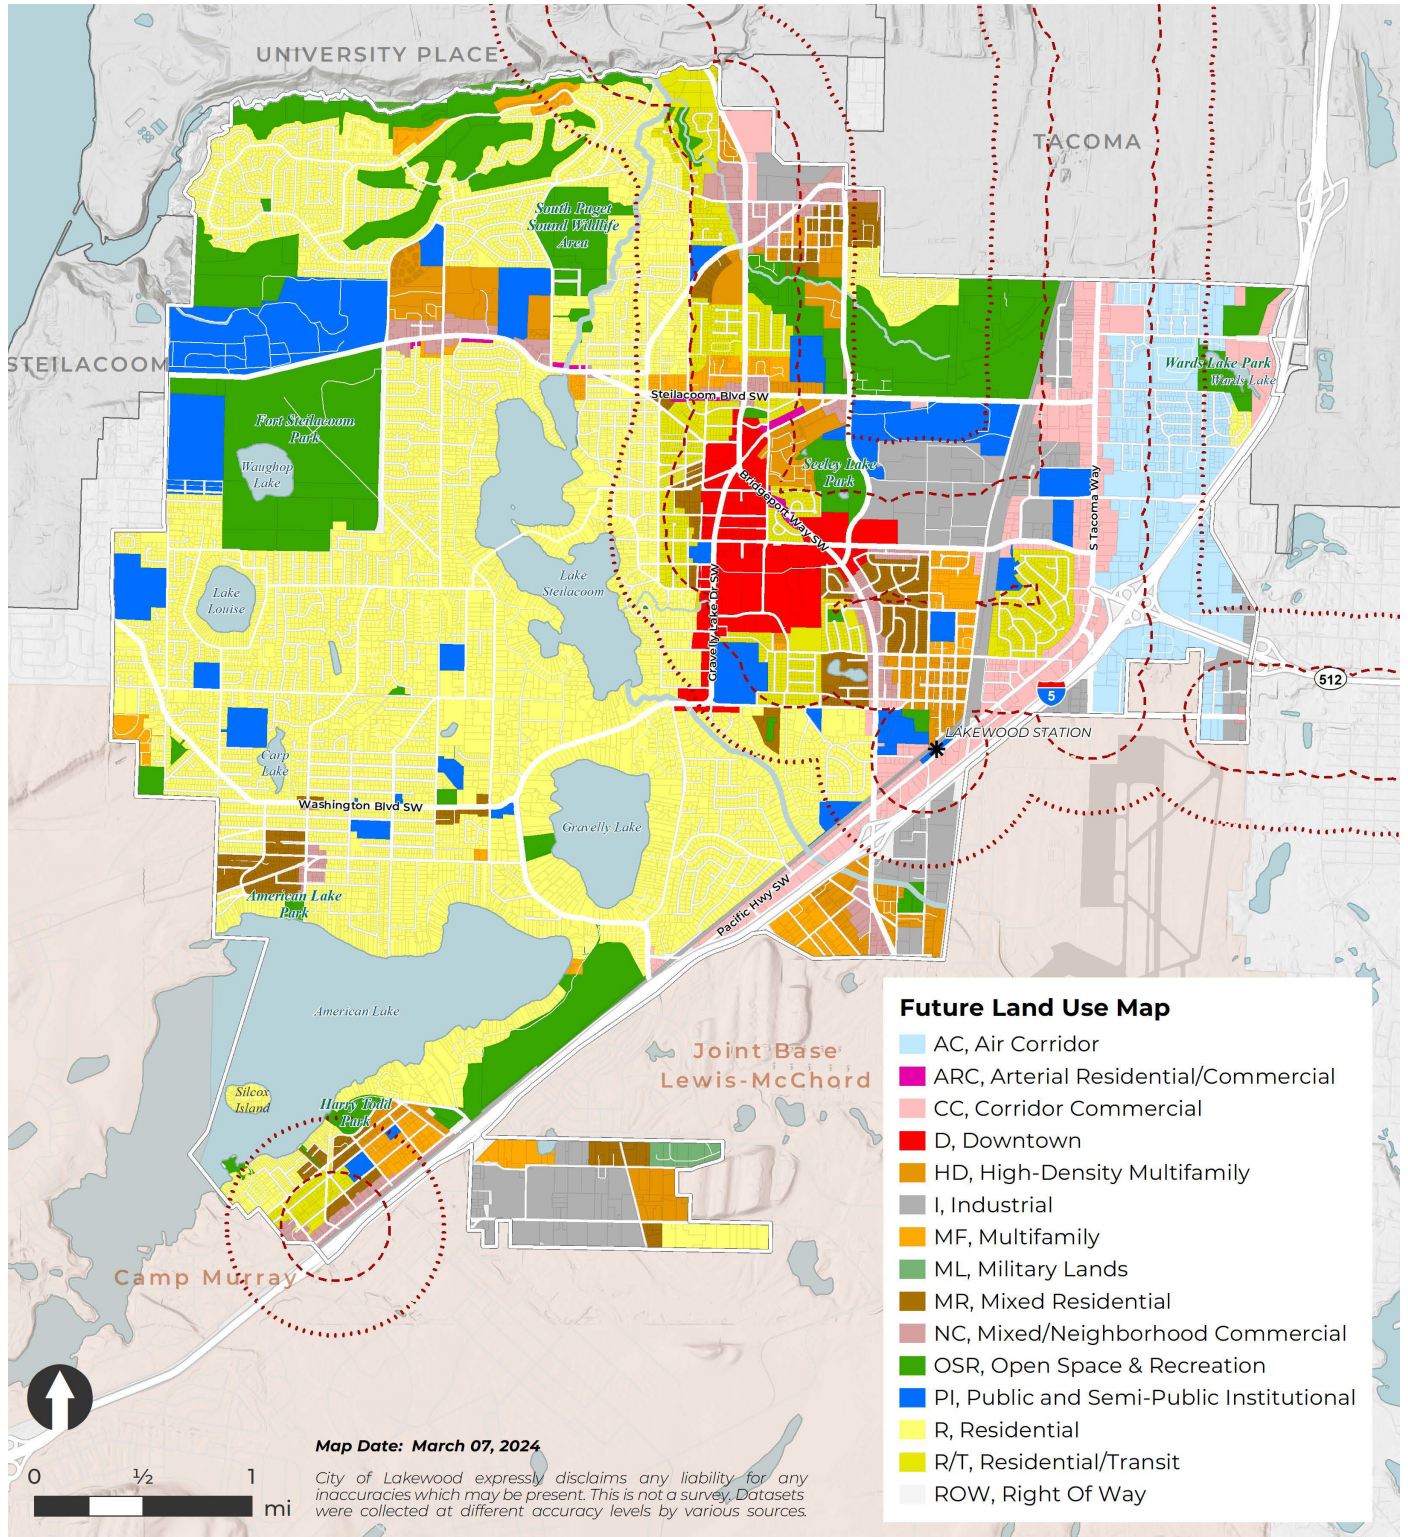 UNIVERSITY PLACE
TACOMA
South Puget
Sound Wildlife
Area
STEILACOOM
Wards Lake Park
Wards Lake
Steilacoom Blvd SW
Fort Steilacoom
Park
Waughop
Lake
Seeley Lake
Park
Bridgeport Way SW
S Tacoma Way
Lake
Steilacoom
Lake
Louise
Gravelly Lake Dr SW
512
5
LAKEWOOD STATION
Carp
Lake
Washington Blvd SW
Gravelly Lake
American Lake
Park
Pacific Hwy SW
American Lake
Joint Base
Lewis-McChord
Silcox
Island
Harry Todd
Park
Camp Murray
Future Land Use Map
AC, Air Corridor
ARC, Arterial Residential/Commercial
CC, Corridor Commercial
D, Downtown
HD, High-Density Multifamily
I, Industrial
MF, Multifamily
ML, Military Lands
MR, Mixed Residential
NC, Mixed/Neighborhood Commercial
OSR, Open Space & Recreation
PI, Public and Semi-Public Institutional
R, Residential
R/T, Residential/Transit
ROW, Right Of Way
0 ½ 1
mi
Map Date: March 07, 2024
City of Lakewood expressly disclaims any liability for any
inaccuracies which may be present. This is not a survey. Datasets
were collected at different accuracy levels by various sources.